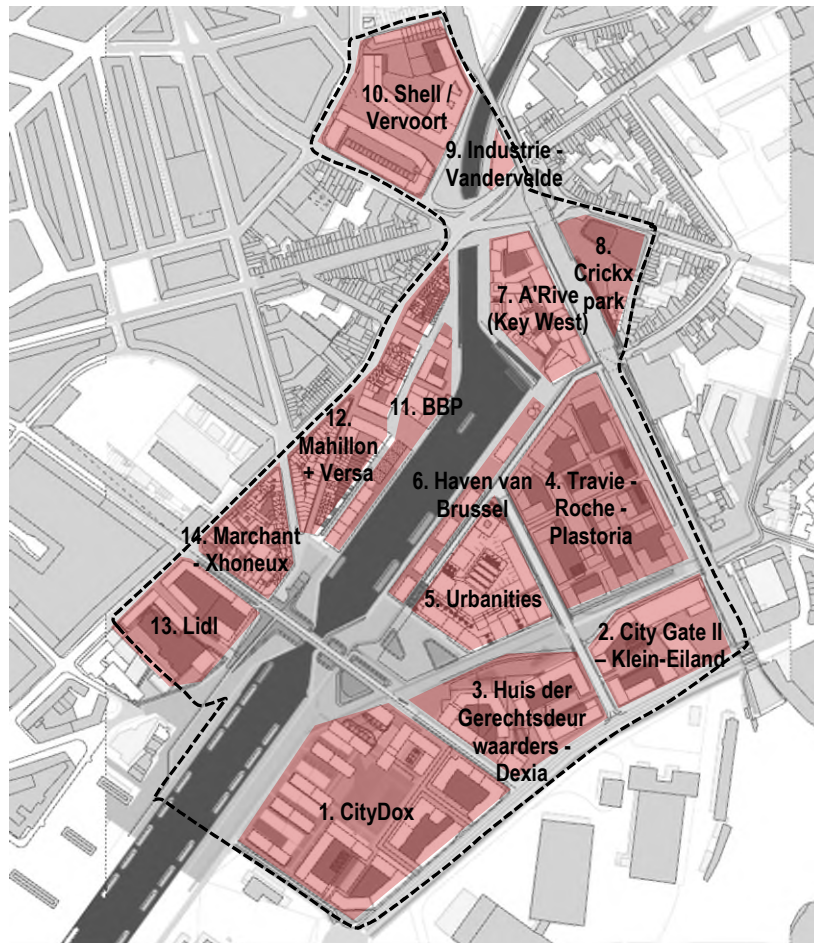 10. Shell /
Vervoort
9. Industrie -
Vandervelde
8.
Crickx
park
7. A'Rive
(Key West)
11. BBP
12.
Mahillon
+ Versa
6. Haven van
Brussel
4. Travie -
Roche -
Plastoria
14. Marchant
- Xhoneux
5. Urbanities
13. Lidl
2. City Gate II
– Klein-Eiland
3. Huis der
Gerechtsdeur
waarders -
Dexia
1. CityDox